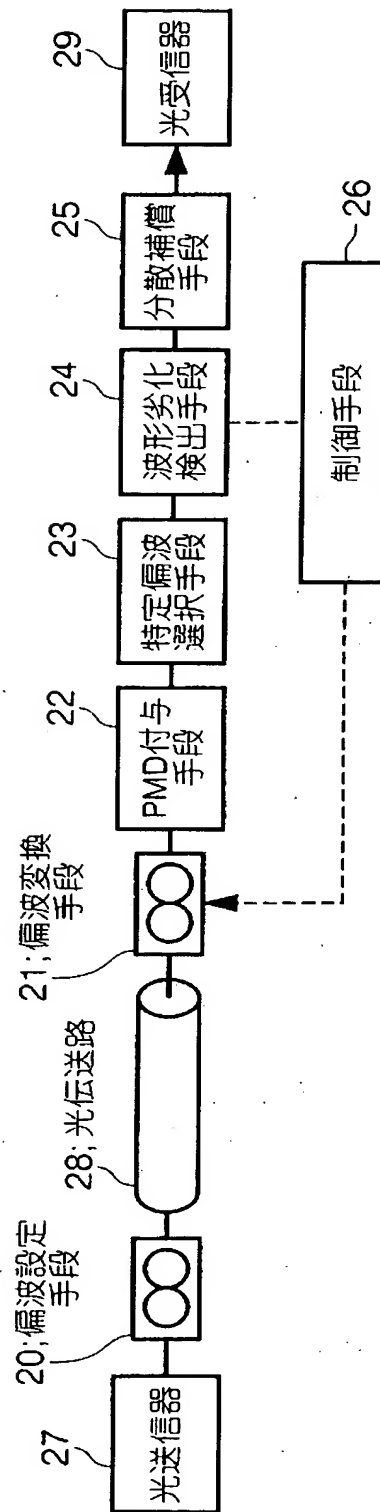 27
光送信器
20;偏波設定
手段
28;光伝送路
21;偏波変換
手段
22
PMD付与
手段
23
特定偏波
選択手段
24
波形劣化
検出手段
25
分散補償
手段
29
光受信器
26
制御手段